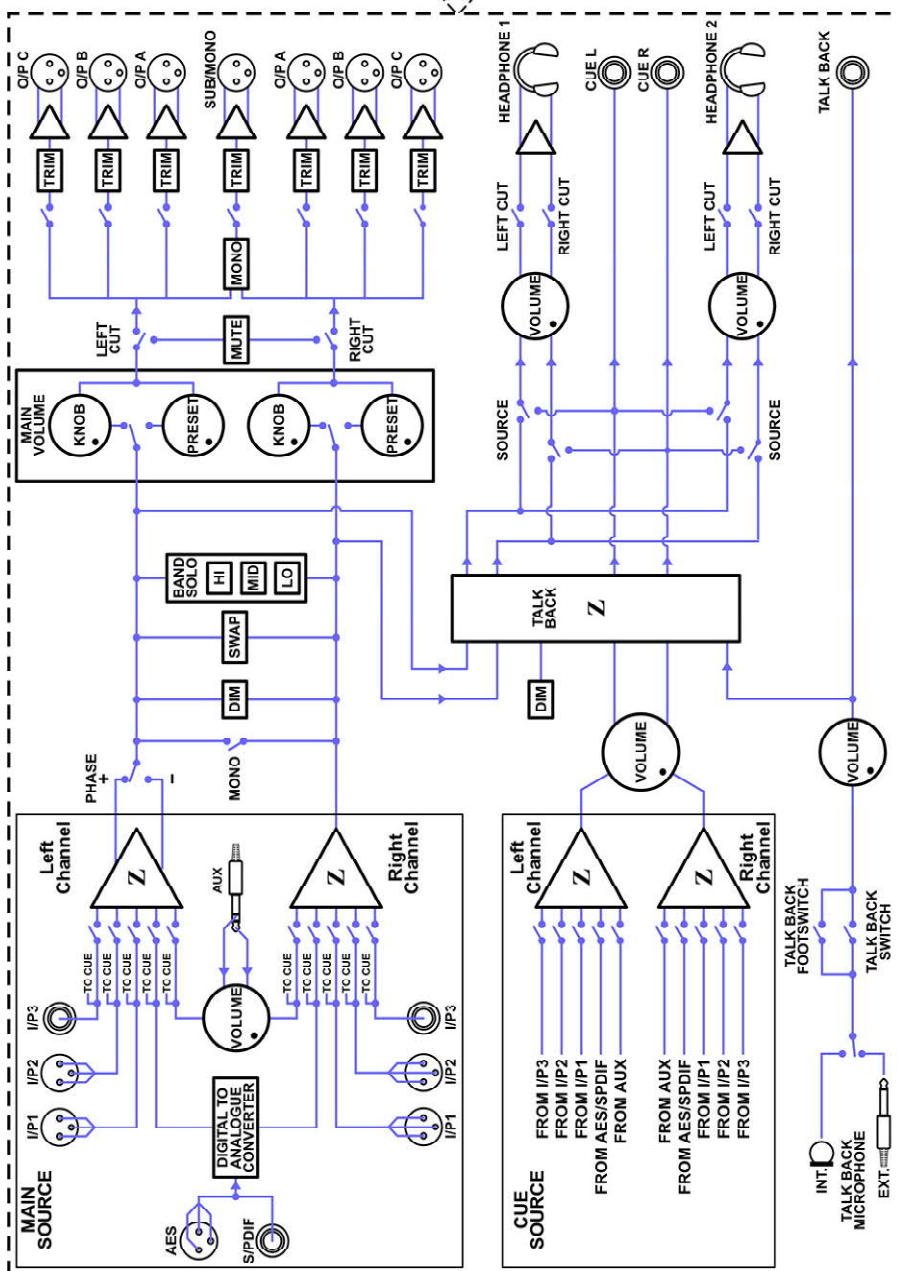 MAIN
SOURCE
AES
S/PDIF
DIGITAL TO
ANALOGUE
CONVERTER
I/P1
I/P2
I/P3
I/P1
I/P2
I/P3
TC CUE
TC CUE
TC CUE
TC CUE
TC CUE
VOLUME
AUX
TC CUE
TC CUE
TC CUE
TC CUE
TC CUE
Left
Channel
Z
Z
Right
Channel
PHASE
+
−
MONO
DIM
SWAP
BAND
SOLO
HI
MID
LO
MAIN
VOLUME
KNOB
PRESET
KNOB
PRESET
LEFT
CUT
MUTE
RIGHT
CUT
MONO
TRIM
TRIM
TRIM
TRIM
TRIM
TRIM
TRIM
O/P C
O/P B
O/P A
SUB/MONO
O/P A
O/P B
O/P C
CUE
SOURCE
FROM I/P3
FROM I/P2
FROM I/P1
FROM AES/SPDIF
FROM AUX
FROM AUX
FROM AES/SPDIF
FROM I/P1
FROM I/P2
FROM I/P3
Left
Channel
Z
Z
Right
Channel
VOLUME
DIM
TALK
BACK
Z
SOURCE
SOURCE
VOLUME
VOLUME
LEFT CUT
RIGHT CUT
LEFT CUT
RIGHT CUT
HEADPHONE 1
CUE L
CUE R
HEADPHONE 2
INT.
TALK BACK
MICROPHONE
EXT.
TALK BACK
FOOTSWITCH
TALK BACK
SWITCH
VOLUME
TALK BACK